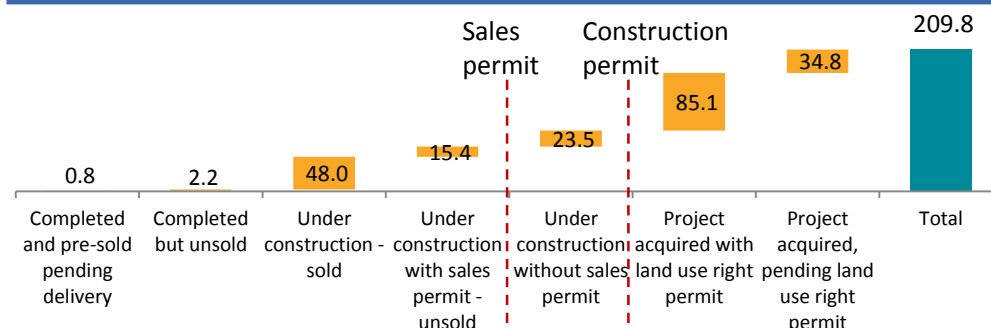 Sales permit
Construction permit
209.8
34.8
85.1
23.5
15.4
48.0
2.2
0.8
Completed and pre-sold pending delivery
Completed but unsold
Under construction - sold
Under construction with sales permit - unsold
Under construction without sales permit
Project acquired with land use right permit
Project acquired, pending land use right permit
Total